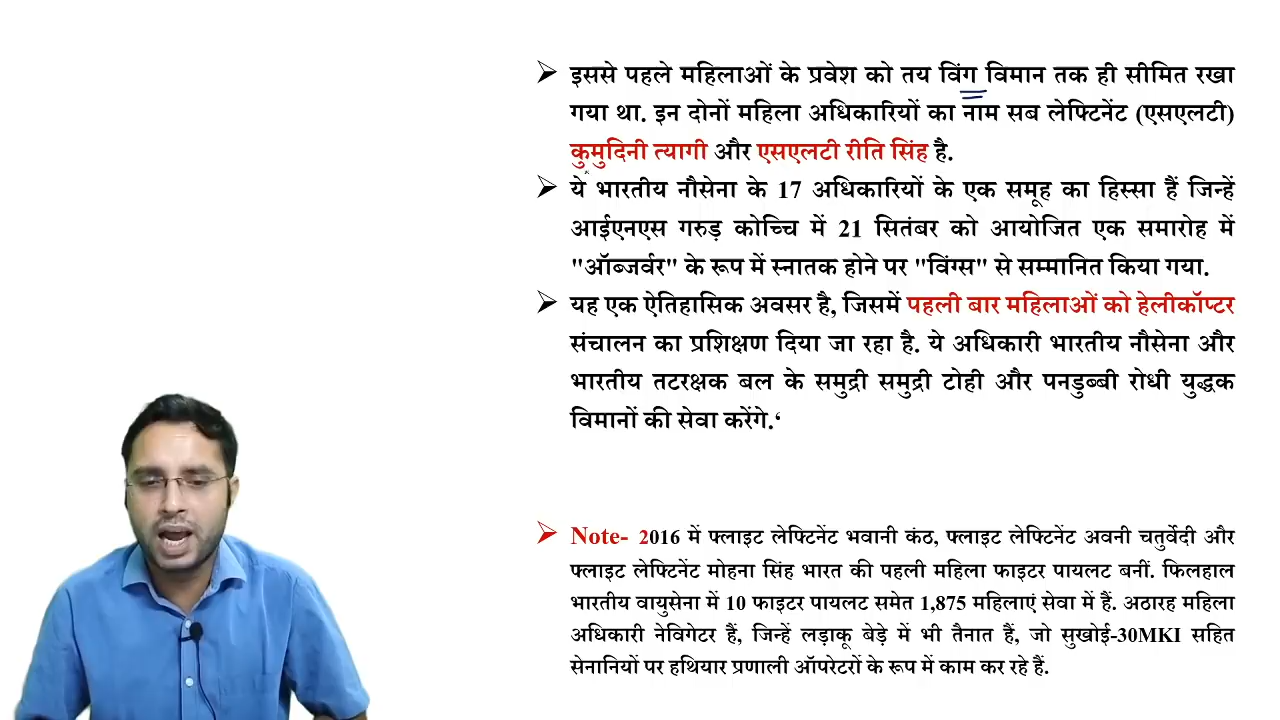 ➢ इससे पहले महिलाओं के प्रवेश को तय विंग विमान तक ही सीमित रखा
गया था. इन दोनों महिला अधिकारियों का नाम सब लेफ्टिनेंट (एसएलटी)
कुमुदिनी त्यागी और एसएलटी रीति सिंह है.
➢ ये भारतीय नौसेना के 17 अधिकारियों के एक समूह का हिस्सा हैं जिन्हें
आईएनएस गरुड़ कोच्चि में 21 सितंबर को आयोजित एक समारोह में
"ऑब्जर्वर" के रूप में स्नातक होने पर "विंग्स" से सम्मानित किया गया.
➢ यह एक ऐतिहासिक अवसर है, जिसमें पहली बार महिलाओं को हेलीकॉप्टर
संचालन का प्रशिक्षण दिया जा रहा है. ये अधिकारी भारतीय नौसेना और
भारतीय तटरक्षक बल के समुद्री समुद्री टोही और पनडुब्बी रोधी युद्धक
विमानों की सेवा करेंगे.‘
➢ Note- 2016 में फ्लाइट लेफ्टिनेंट भवानी कंठ, फ्लाइट लेफ्टिनेंट अवनी चतुर्वेदी और
फ्लाइट लेफ्टिनेंट मोहना सिंह भारत की पहली महिला फाइटर पायलट बनीं. फिलहाल
भारतीय वायुसेना में 10 फाइटर पायलट समेत 1,875 महिलाएं सेवा में हैं. अठारह महिला
अधिकारी नेविगेटर हैं, जिन्हें लड़ाकू बेड़े में भी तैनात हैं, जो सुखोई-30MKI सहित
सेनानियों पर हथियार प्रणाली ऑपरेटरों के रूप में काम कर रहे हैं.